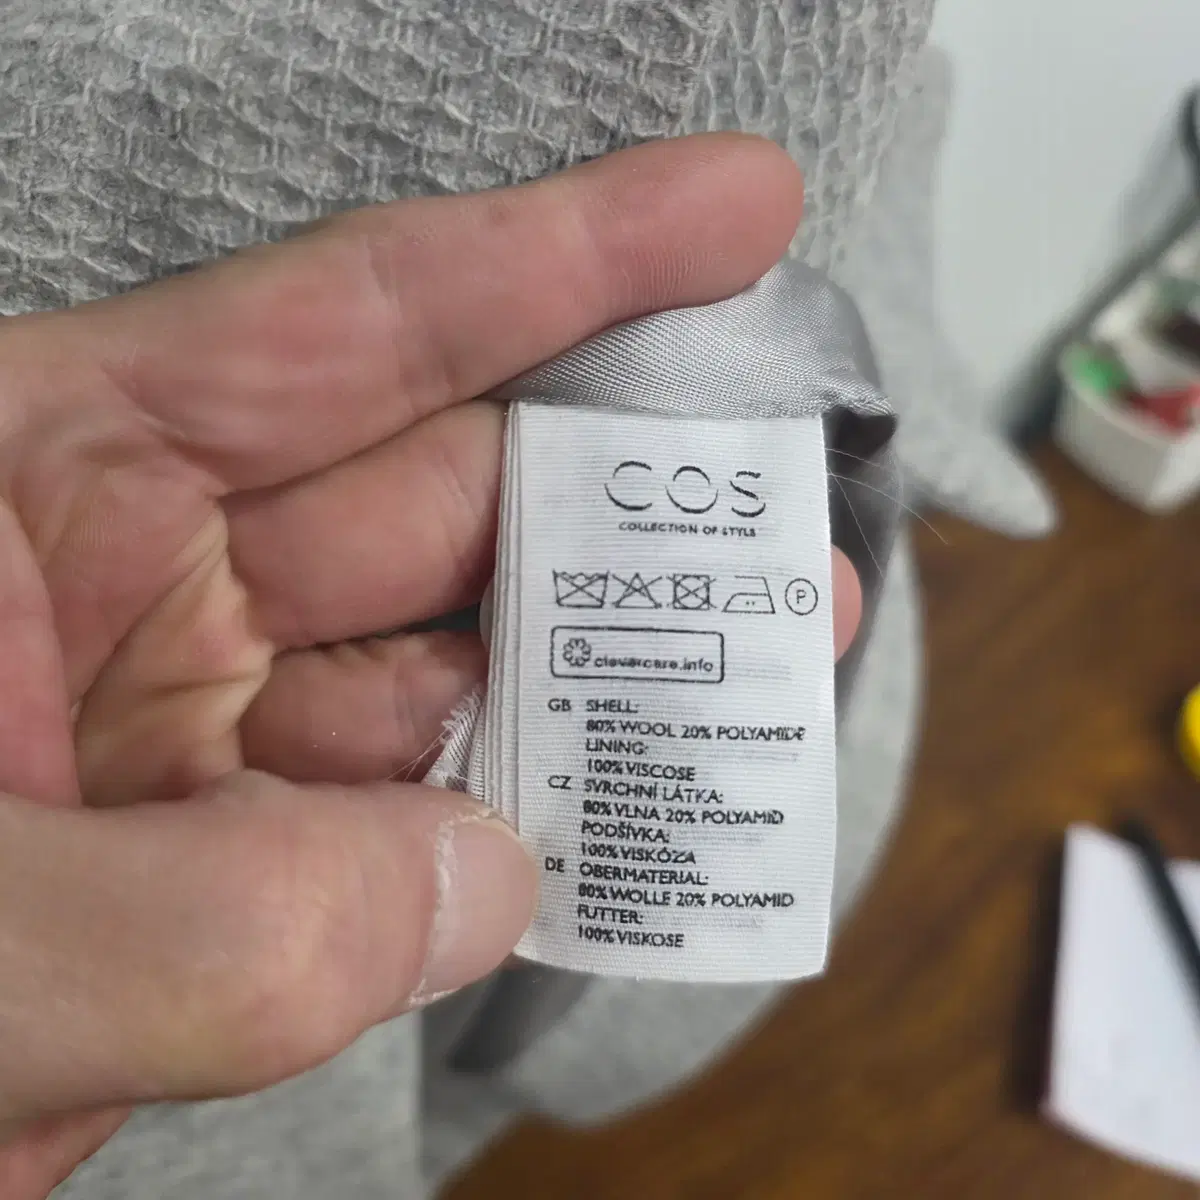 COS
COLLECTION OF STYLE
P
clevercare.info
GB SHELL:
80% WOOL 20% POLYAMIDE
LINING:
100% VISCOSE
CZ SVRCHNÍ LÁTKA:
80% VLNA 20% POLYAMID
PODŠÍVKA:
100% VISKÓZA
DE OBERMATERIAL:
80% WOLLE 20% POLYAMID
FUTTER:
100% VISKOSE